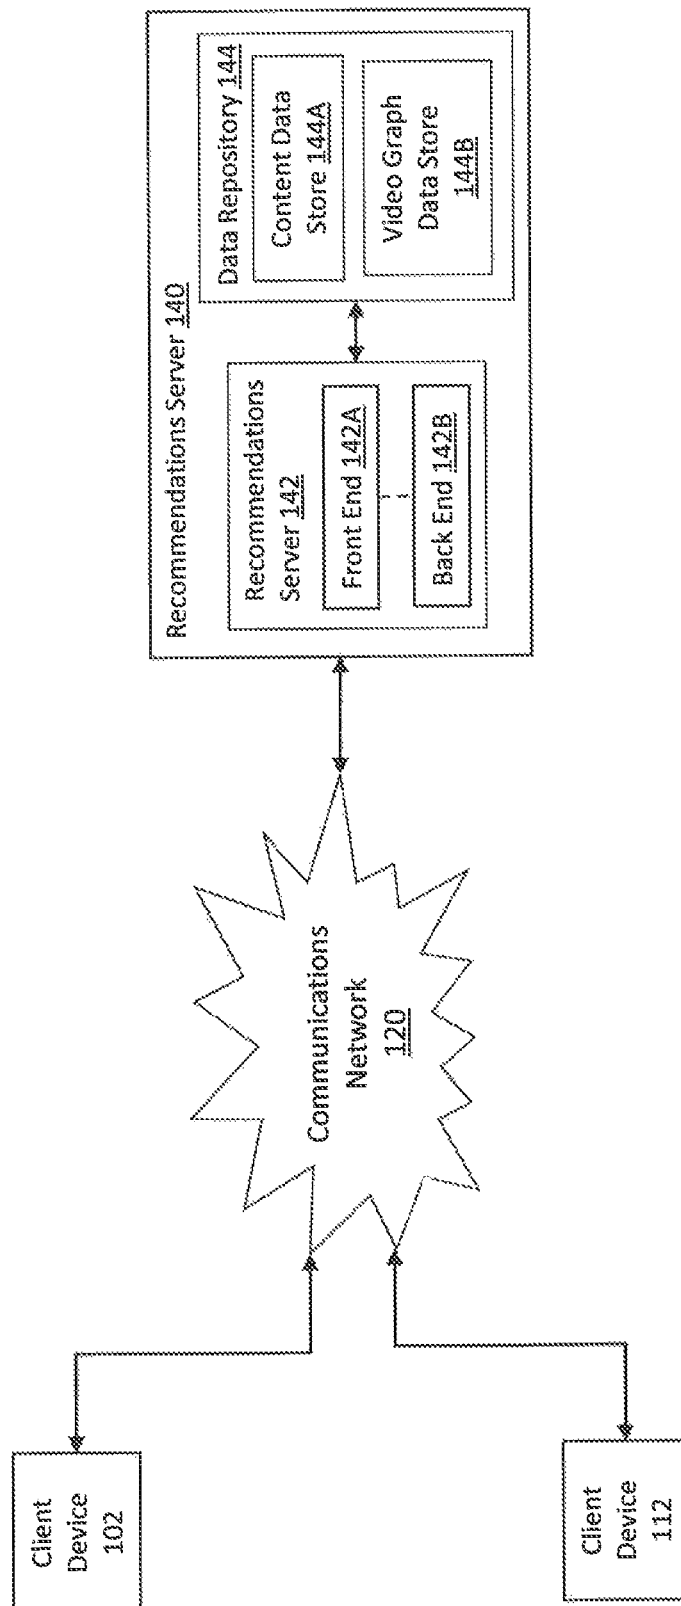 Client
Device
102
Client
Device
112
Communications
Network
120
Recommendations Server 140
Recommendations
Server 142
Front End 142A
Back End 142B
Data Repository 144
Content Data
Store 144A
Video Graph
Data Store
144B